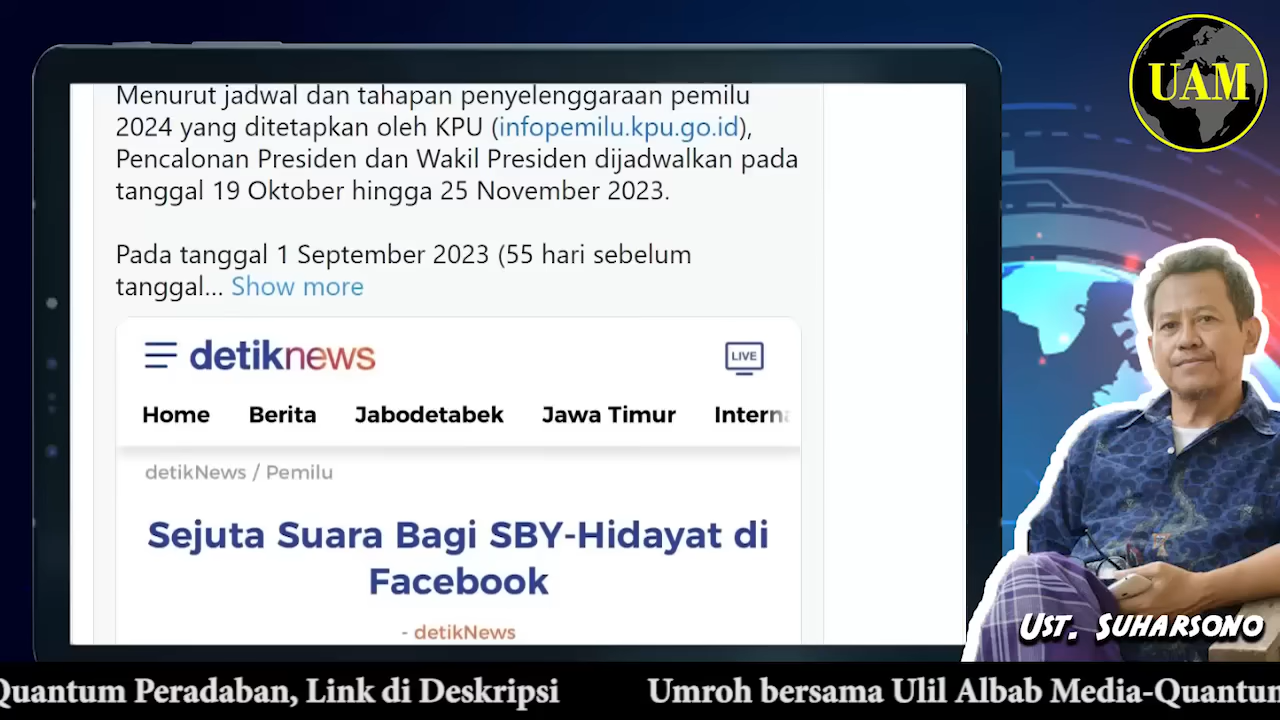 UAM
Menurut jadwal dan tahapan penyelenggaraan pemilu
2024 yang ditetapkan oleh KPU (infopemilu.kpu.go.id),
Pencalonan Presiden dan Wakil Presiden dijadwalkan pada
tanggal 19 Oktober hingga 25 November 2023.
Pada tanggal 1 September 2023 (55 hari sebelum
tanggal... Show more
detiknews
LIVE
Home Berita Jabodetabek Jawa Timur Interna
detikNews / Pemilu
Sejuta Suara Bagi SBY-Hidayat di
Facebook
- detikNews
Ust. Suharsono
Quantum Peradaban, Link di Deskripsi Umroh bersama Ulil Albab Media-Quantum